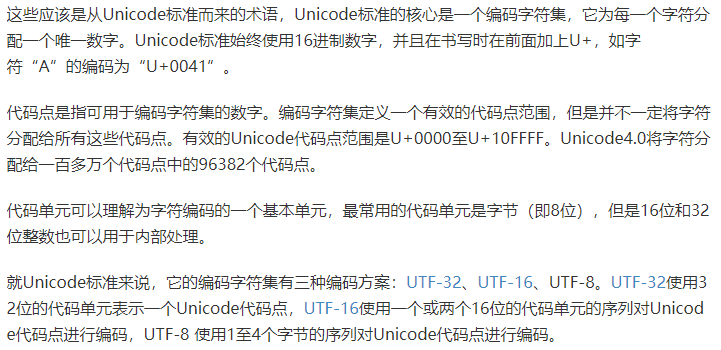 这些应该是从Unicode标准而来的术语，Unicode标准的核心是一个编码字符集，它为每一个字符分
配一个唯一数字。Unicode标准始终使用16进制数字，并且在书写时在前面加上U+，如字
符“A”的编码为“U+0041”。
代码点是指可用于编码字符集的数字。编码字符集定义一个有效的代码点范围，但是并不一定将字符
分配给所有这些代码点。有效的Unicode代码点范围是U+0000至U+10FFFF。Unicode4.0将字符分
配给一百多万个代码点中的96382个代码点。
代码单元可以理解为字符编码的一个基本单元，最常用的代码单元是字节（即8位），但是16位和32
位整数也可以用于内部处理。
就Unicode标准来说，它的编码字符集有三种编码方案：UTF-32、UTF-16、UTF-8。UTF-32使用3
2位的代码单元表示一个Unicode代码点，UTF-16使用一个或两个16位的代码单元的序列对Unicod
e代码点进行编码，UTF-8 使用1至4个字节的序列对Unicode代码点进行编码。